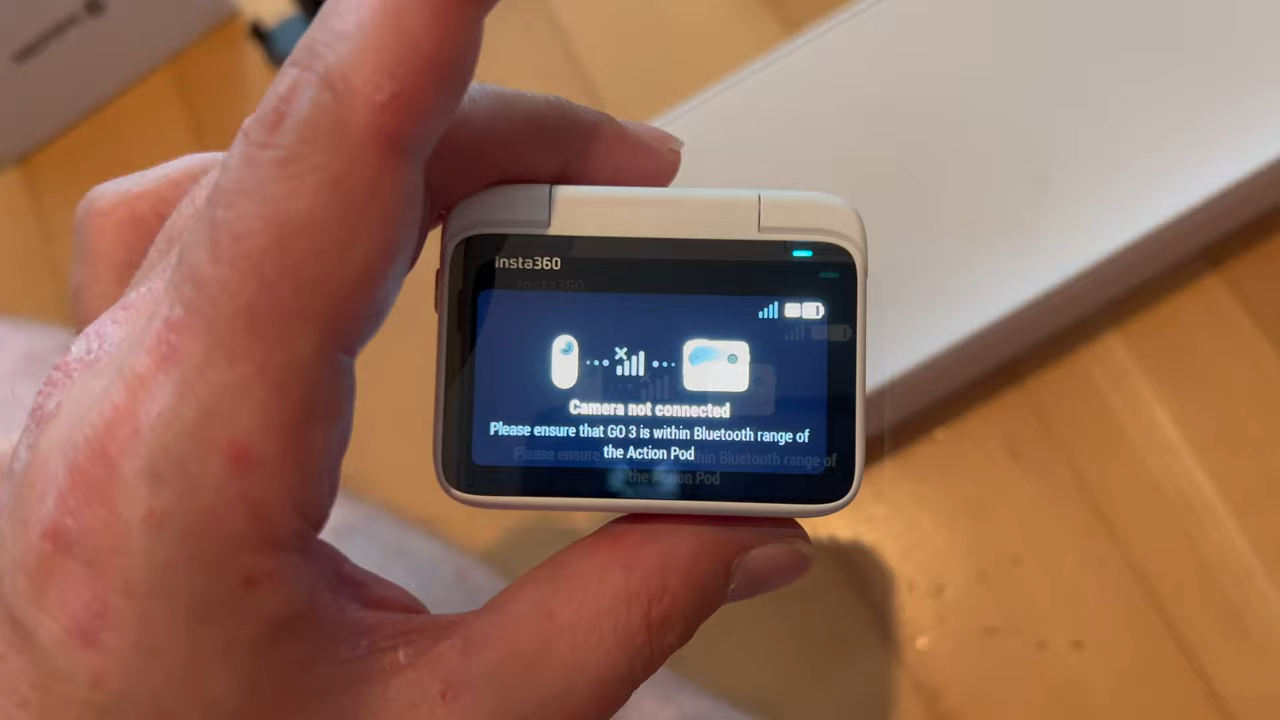 Insta360
Camera not connected
Please ensure that GO 3 is within Bluetooth range of
the Action Pod